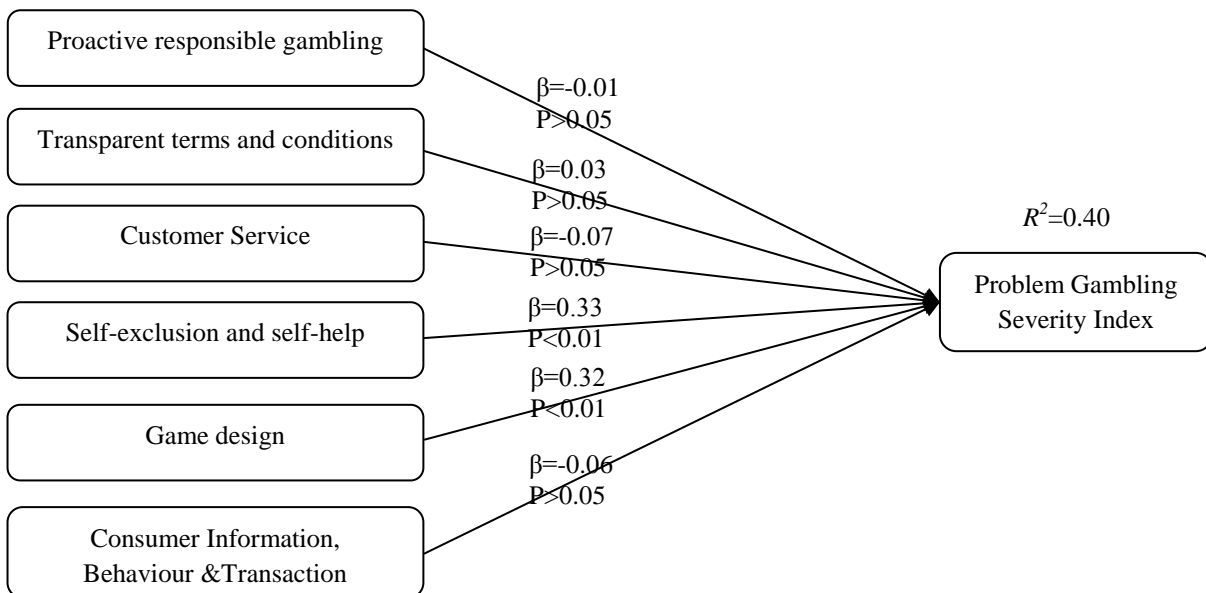 Proactive responsible gambling
β=-0.01
P>0.05
Transparent terms and conditions
β=0.03
P>0.05
Customer Service
β=-0.07
P>0.05
Self-exclusion and self-help
β=0.33
P<0.01
Game design
β=0.32
P<0.01
Consumer Information,
Behaviour &Transaction
β=-0.06
P>0.05
R²=0.40
Problem Gambling
Severity Index